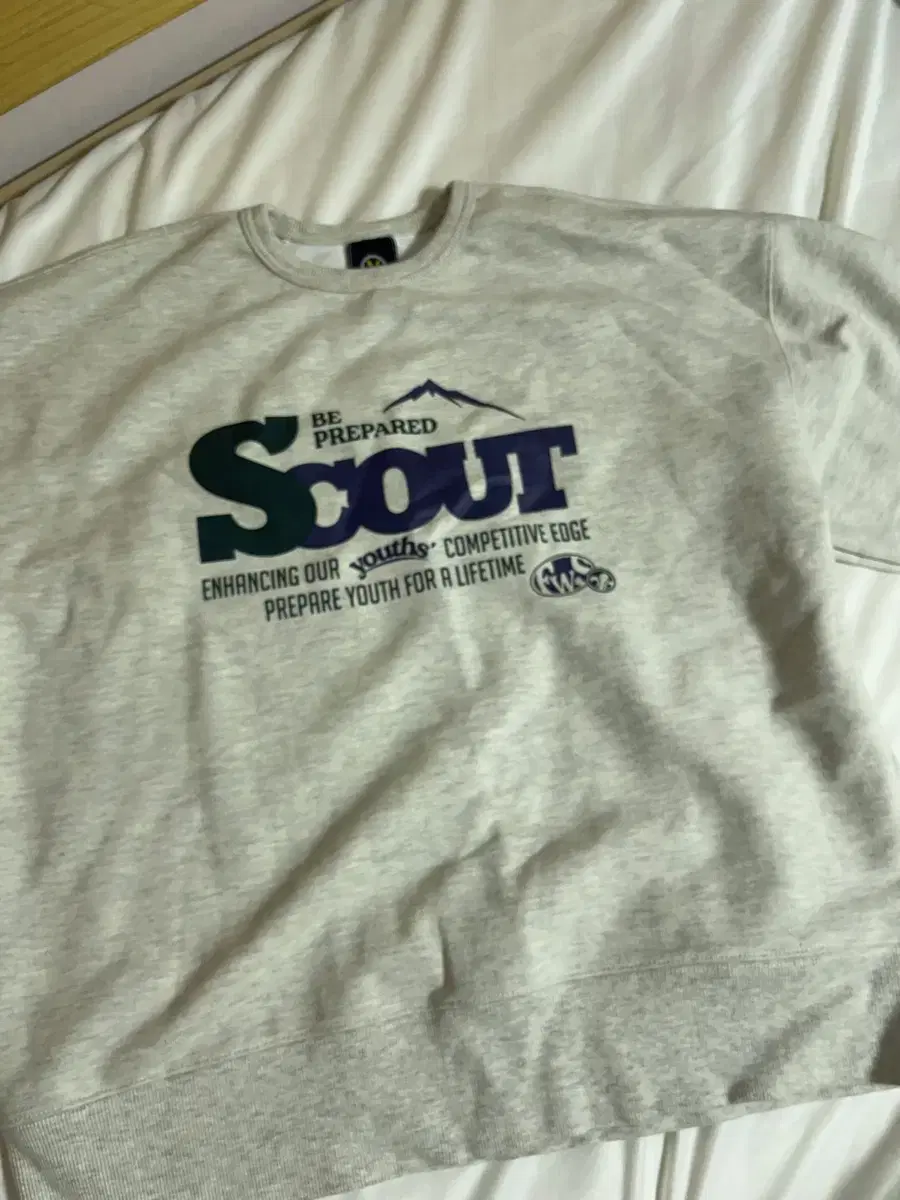 BE
PREPARED
SCOUT
ENHANCING OUR youths' COMPETITIVE EDGE
PREPARE YOUTH FOR A LIFETIME